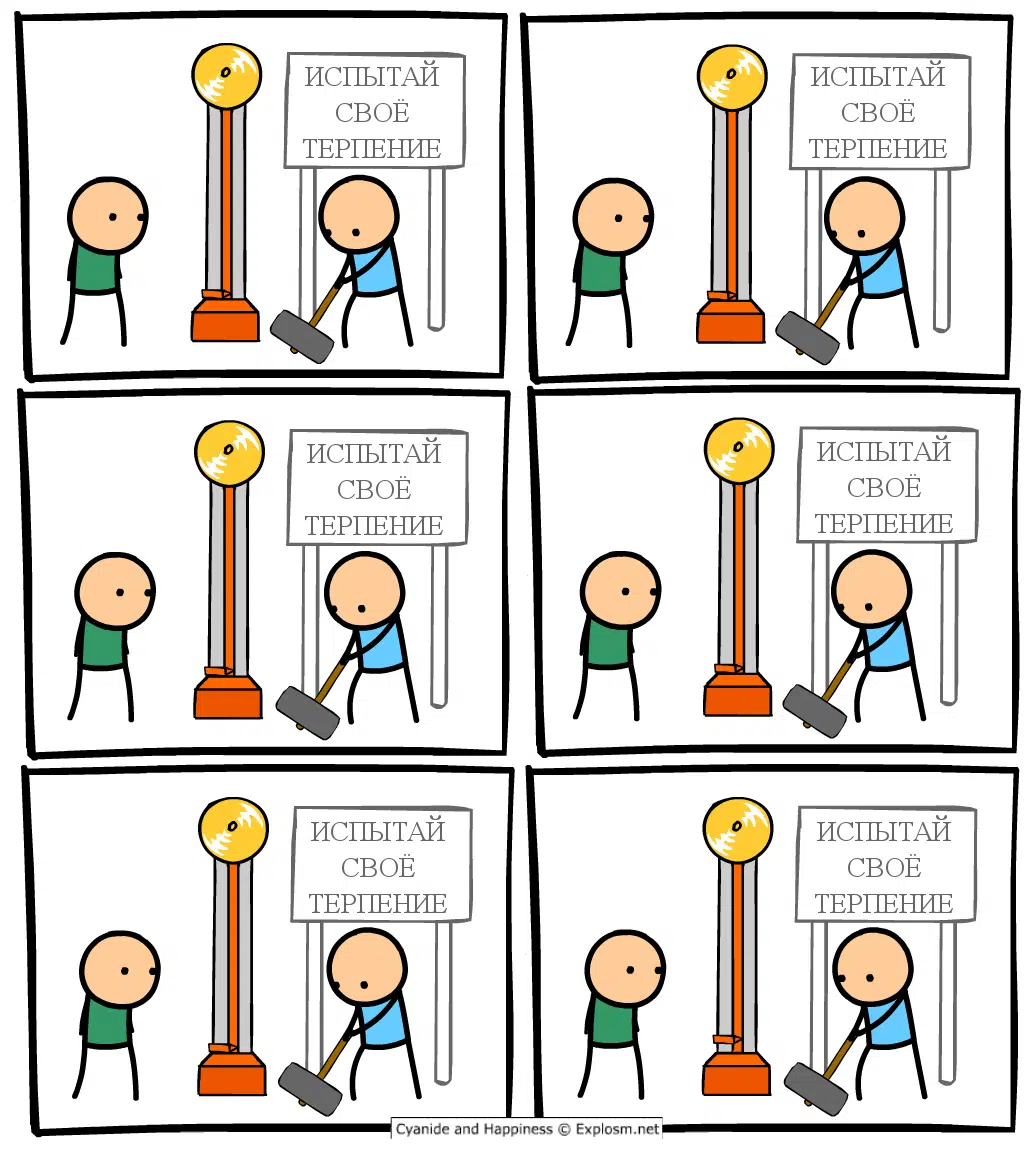 ИСПЫТАЙ
СВОЁ
ТЕРПЕНИЕ
ИСПЫТАЙ
СВОЁ
ТЕРПЕНИЕ
ИСПЫТАЙ
СВОЁ
ТЕРПЕНИЕ
ИСПЫТАЙ
СВОЁ
ТЕРПЕНИЕ
ИСПЫТАЙ
СВОЁ
ТЕРПЕНИЕ
ИСПЫТАЙ
СВОЁ
ТЕРПЕНИЕ
Cyanide and Happiness © Explosm.net